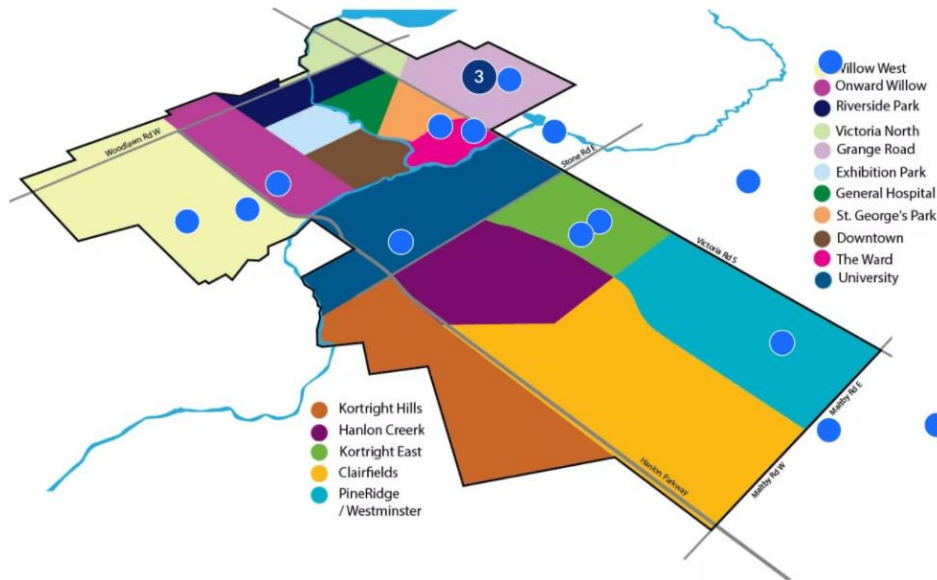 3
Woodlawn Rd W
Stone Rd E
Victoria Rd S
Maltby Rd E
Maltby Rd W
Hanlon Parkway
Willow West
Onward Willow
Riverside Park
Victoria North
Grange Road
Exhibition Park
General Hospital
St. George's Park
Downtown
The Ward
University
Kortright Hills
Hanlon Creerk
Kortright East
Clairfields
PineRidge
/ Westminster